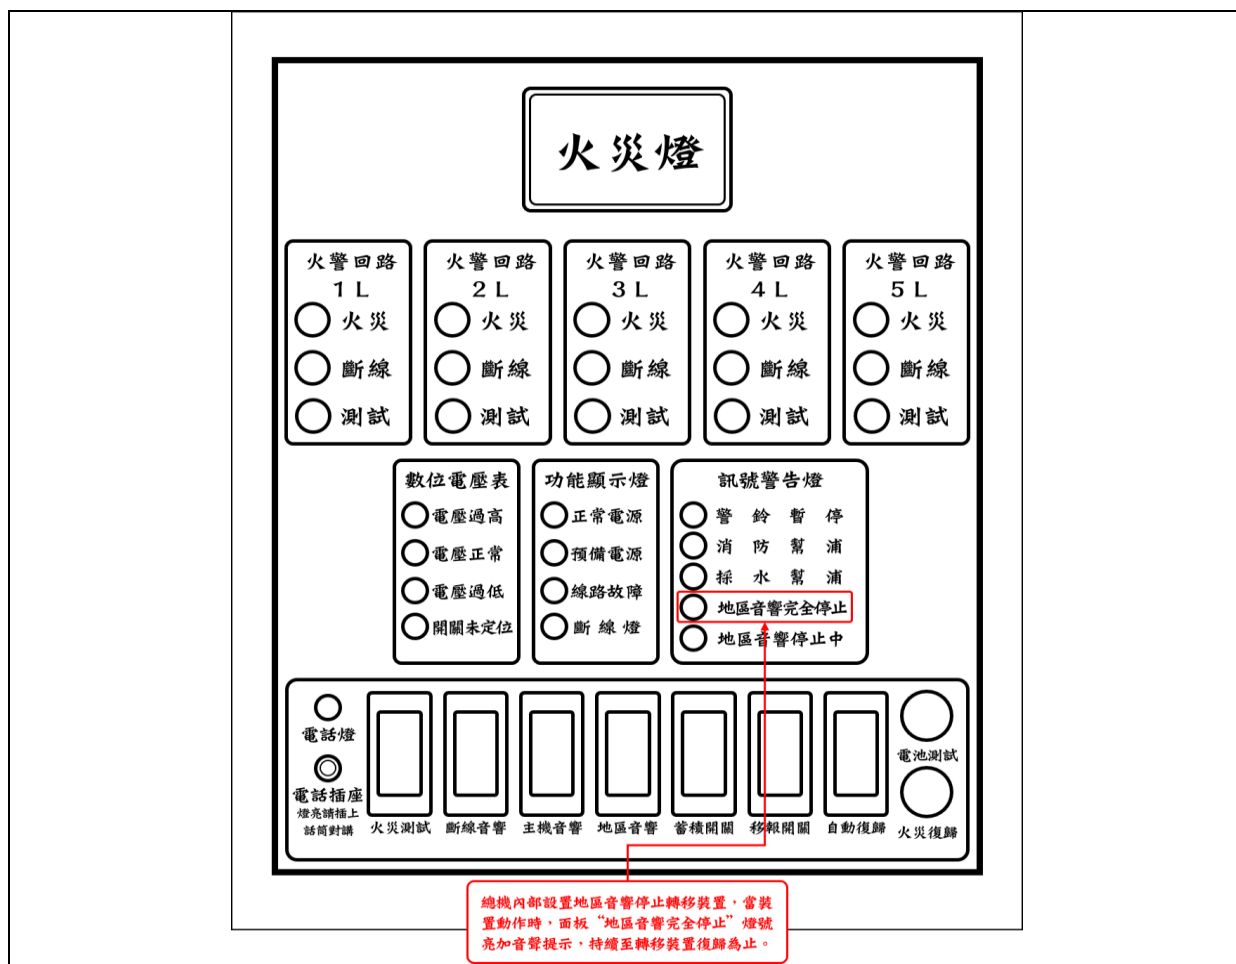 火災燈
火警回路
1L
火災
斷線
測試
火警回路
2L
火災
斷線
測試
火警回路
3L
火災
斷線
測試
火警回路
4L
火災
斷線
測試
火警回路
5L
火災
斷線
測試
數位電壓表
電壓過高
電壓正常
電壓過低
開關未定位
功能顯示燈
正常電源
預備電源
線路故障
斷線燈
訊號警告燈
警鈴暫停
消防幫浦
採水幫浦
地區音響完全停止
地區音響停止中
電話燈
電話插座
燈亮請插上
話筒對講
火災測試
斷線音響
主機音響
地區音響
蓄積開關
移報開關
自動復歸
電池測試
火災復歸
總機內部設置地區音響停止轉移裝置,當裝
置動作時,面板“地區音響完全停止”燈號
亮加音聲提示,持續至轉移裝置復歸為止。